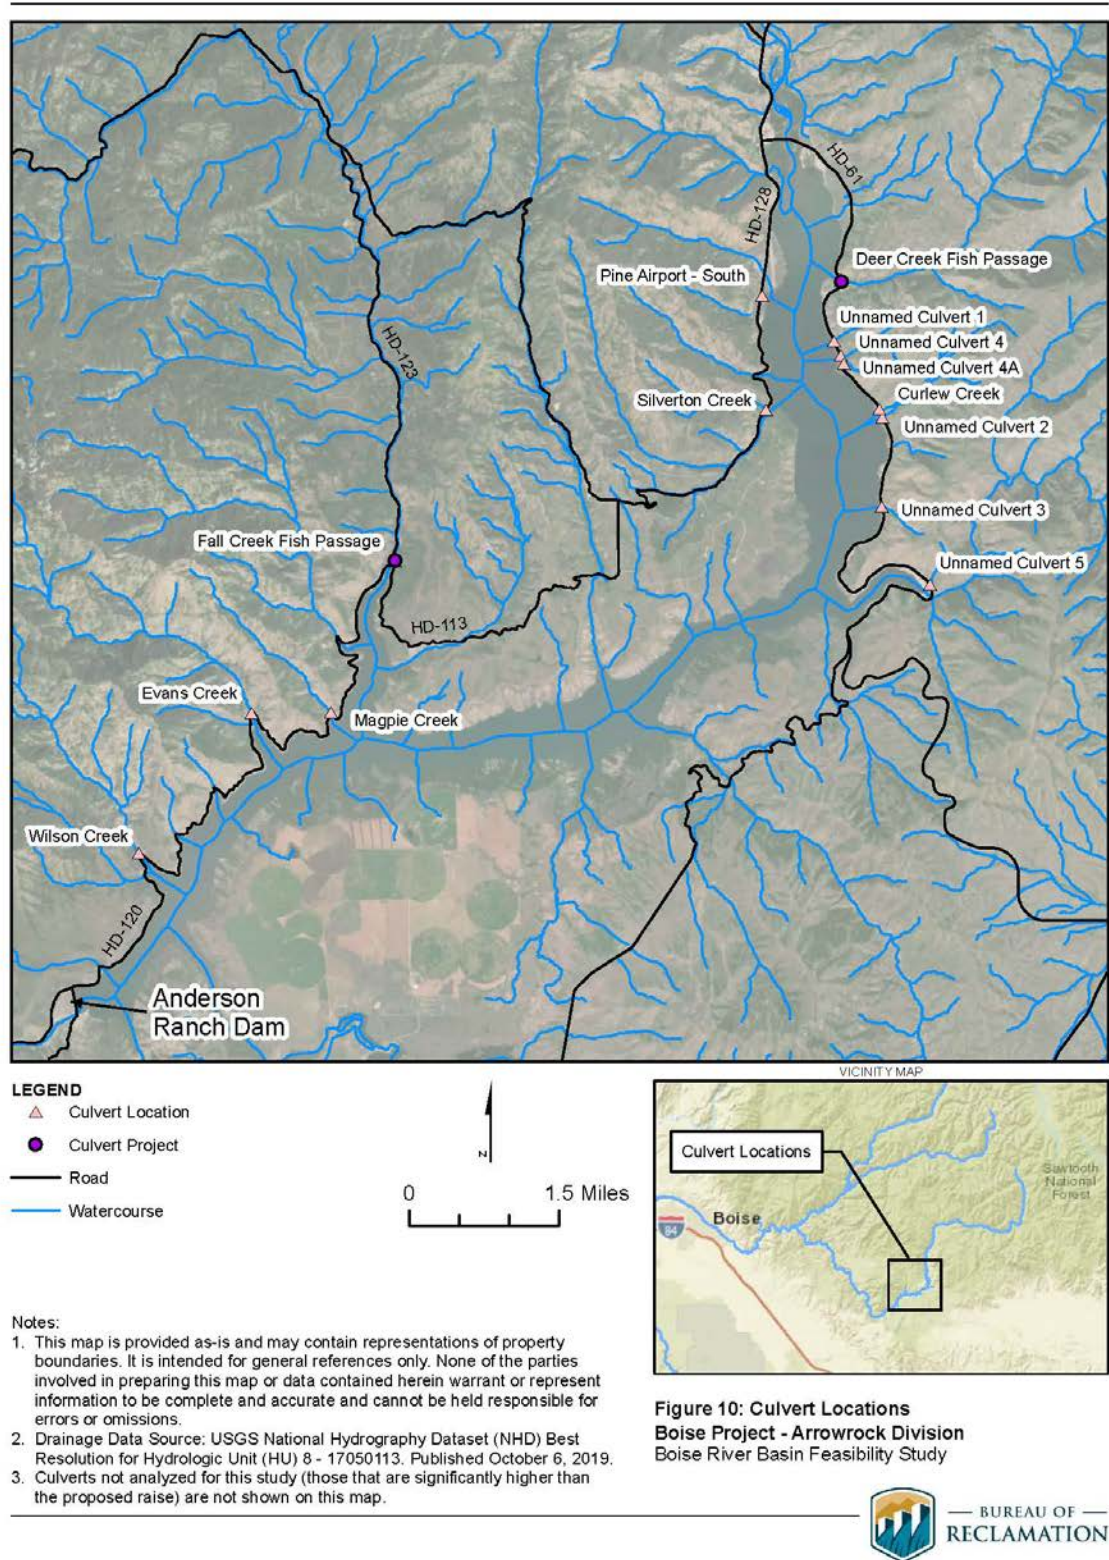 HD-61
HD-128
Deer Creek Fish Passage
Pine Airport - South
Unnamed Culvert 1
Unnamed Culvert 4
HD-123
Unnamed Culvert 4A
Silverton Creek
Curlew Creek
Unnamed Culvert 2
Unnamed Culvert 3
Fall Creek Fish Passage
Unnamed Culvert 5
HD-113
Evans Creek
Magpie Creek
Wilson Creek
HD-120
Anderson
Ranch Dam
LEGEND
Culvert Location
Culvert Project
Road
Watercourse
N
0 1.5 Miles
VICINITY MAP
Culvert Locations
Sawtooth
National
Forest
Boise
84
Notes:
1. This map is provided as-is and may contain representations of property
boundaries. It is intended for general references only. None of the parties
involved in preparing this map or data contained herein warrant or represent
information to be complete and accurate and cannot be held responsible for
errors or omissions.
2. Drainage Data Source: USGS National Hydrography Dataset (NHD) Best
Resolution for Hydrologic Unit (HU) 8 - 17050113. Published October 6, 2019.
3. Culverts not analyzed for this study (those that are significantly higher than
the proposed raise) are not shown on this map.
Figure 10: Culvert Locations
Boise Project - Arrowrock Division
Boise River Basin Feasibility Study
BUREAU OF
RECLAMATION